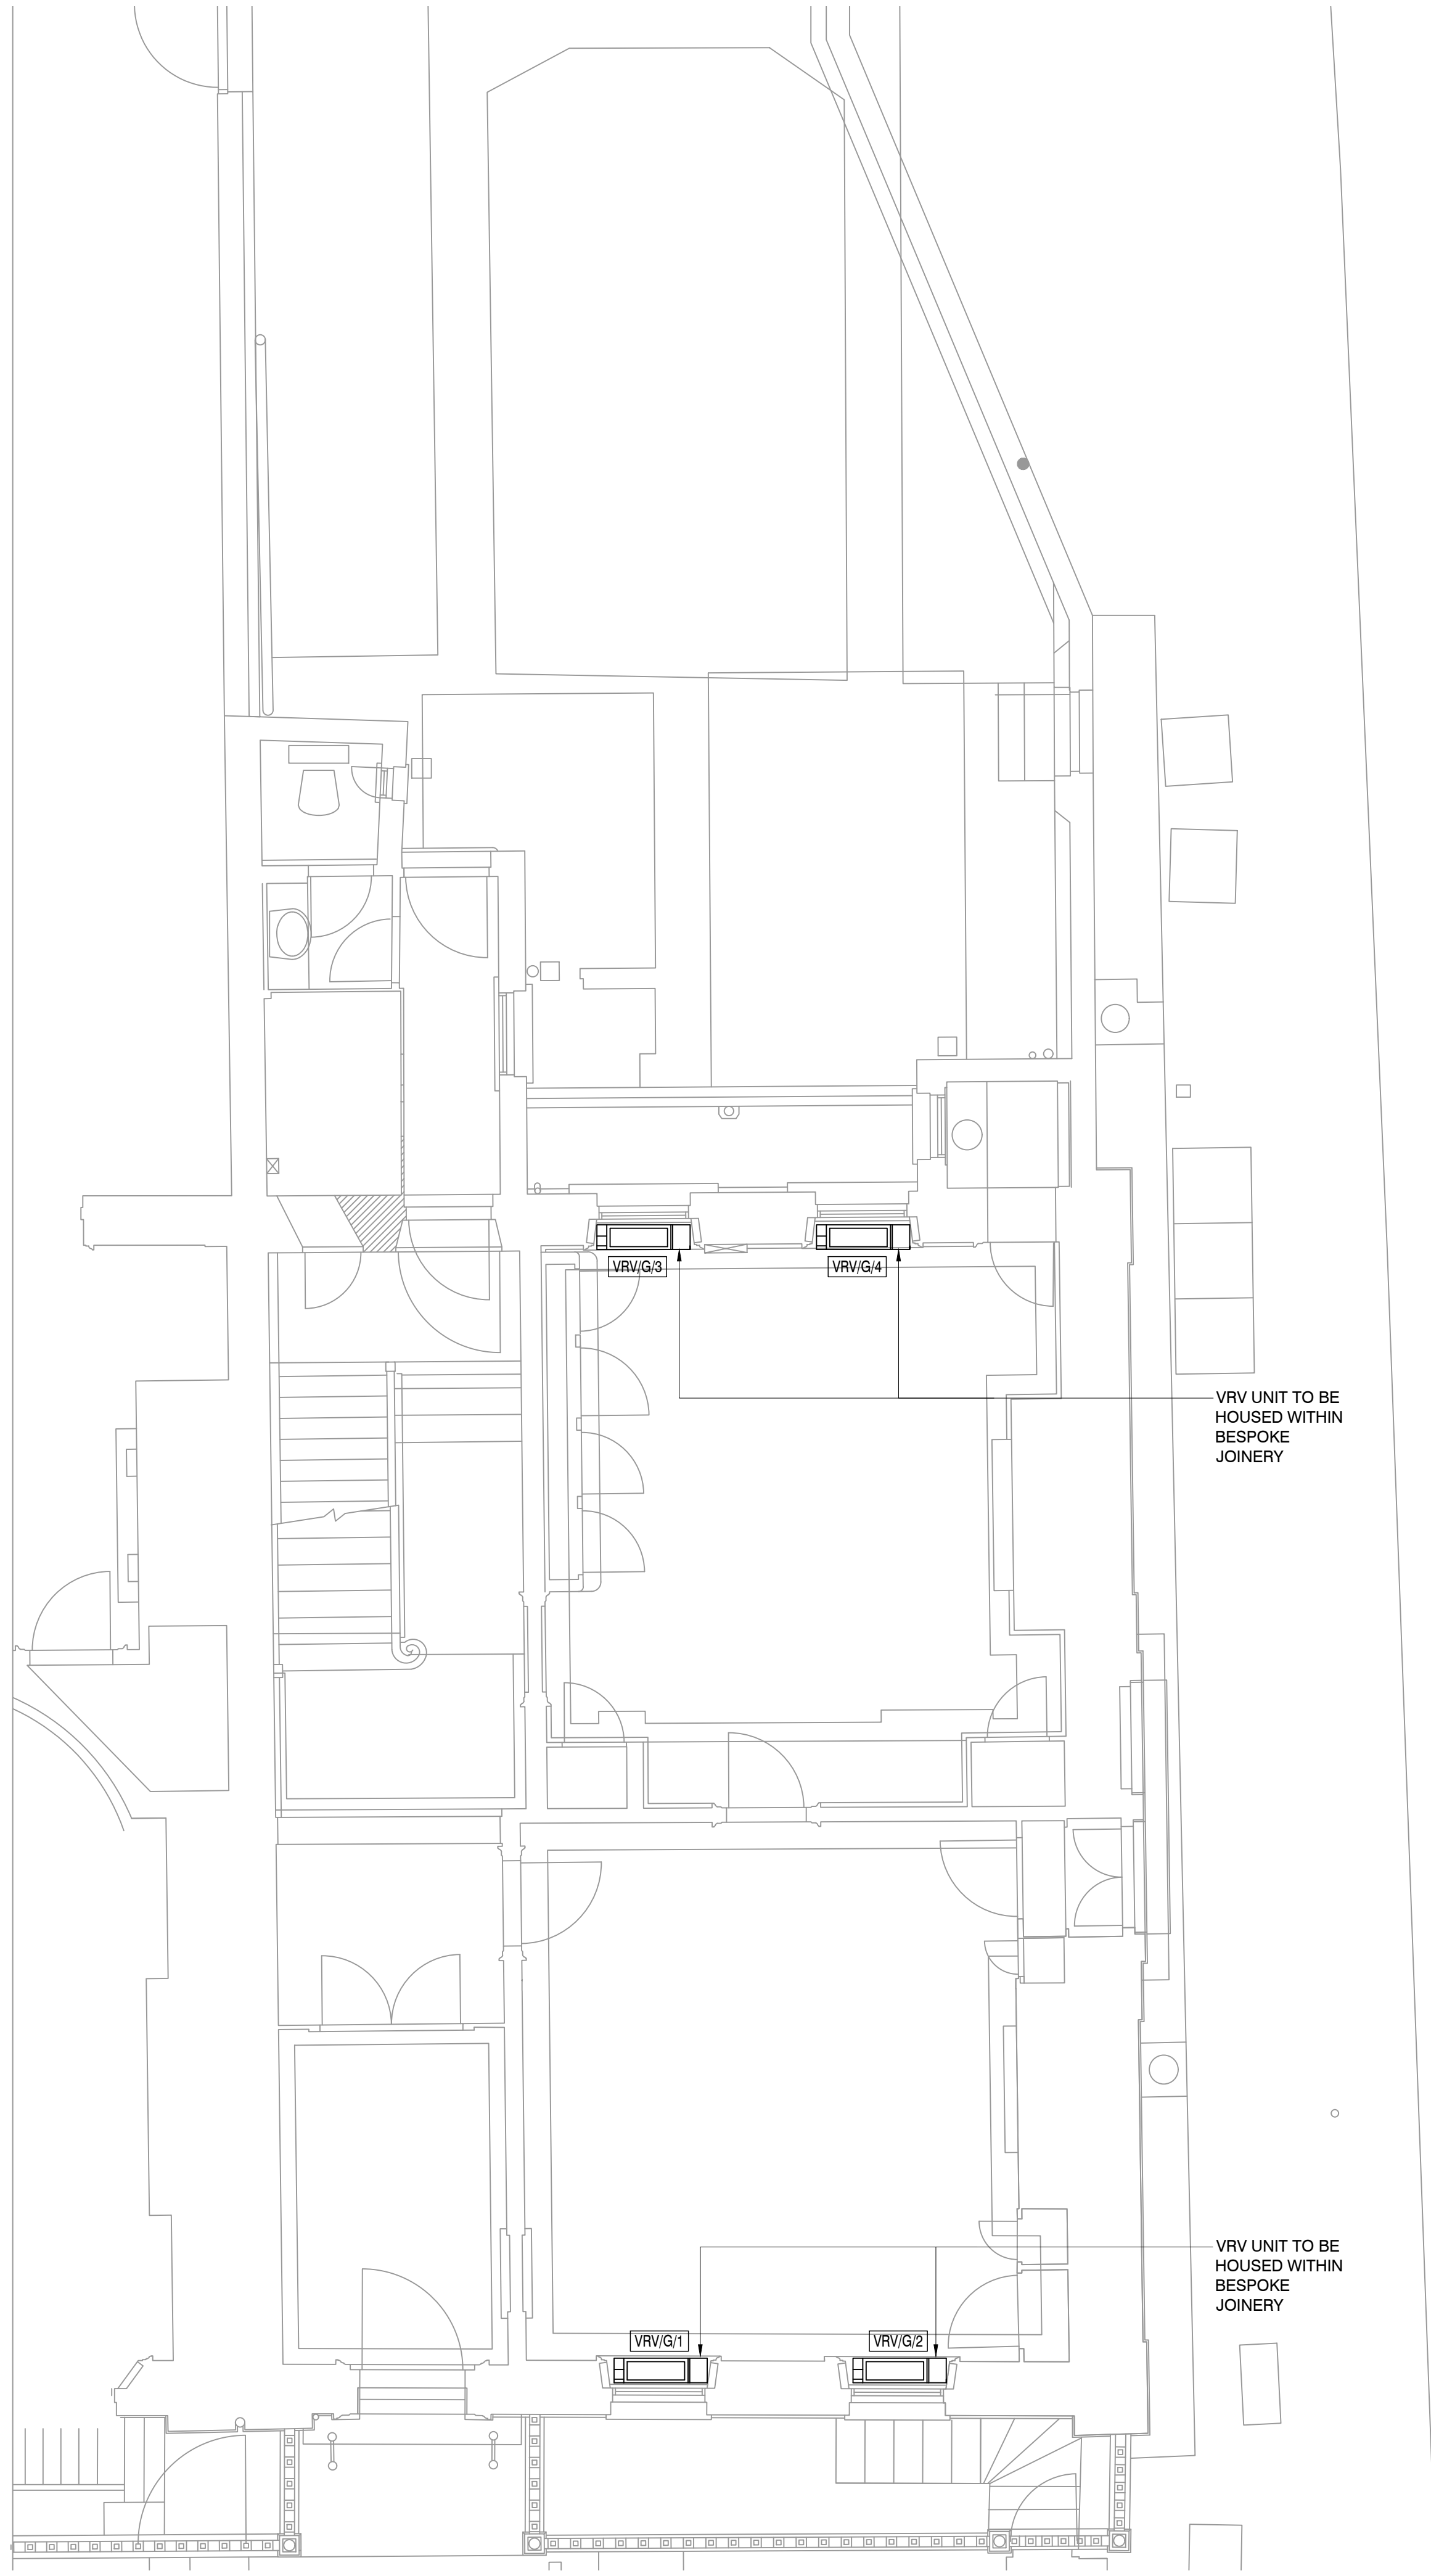 VRV/G/3
VRV/G/4
VRV UNIT TO BE
HOUSED WITHIN
BESPOKE
JOINERY
VRV UNIT TO BE
HOUSED WITHIN
BESPOKE
JOINERY
VRV/G/1
VRV/G/2